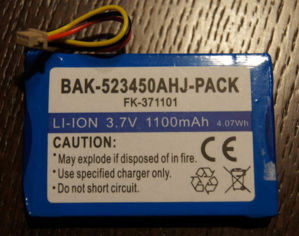 BAK-523450AHJ-PACK
FK-371101
LI-ION 3.7V 1100mAh 4.07Wh
CAUTION:
*May explode if disposed of in fire.
*Use specified charger only.
*Do not short circuit.
CE